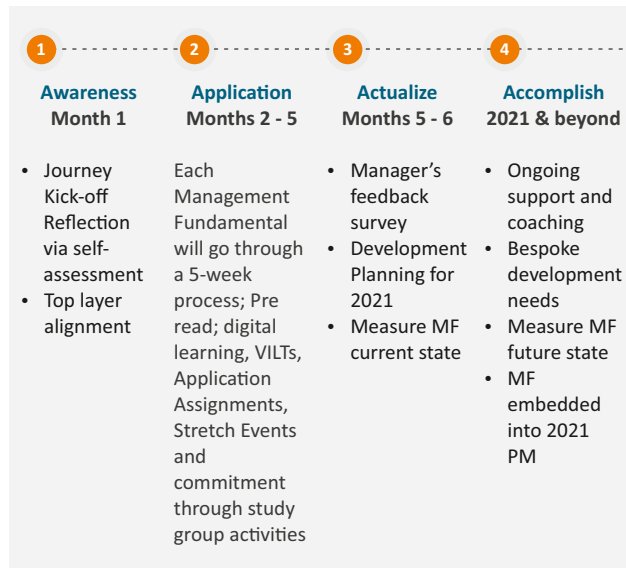 1
Awareness
Month 1
• Journey
Kick-off
Reflection
via self-
assessment
• Top layer
alignment
2
Application
Months 2 - 5
Each
Management
Fundamental
will go through
a 5-week
process; Pre
read; digital
learning, VILTs,
Application
Assignments,
Stretch Events
and
commitment
through study
group activities
3
Actualize
Months 5 - 6
• Manager’s
feedback
survey
• Development
Planning for
2021
• Measure MF
current state
4
Accomplish
2021 & beyond
• Ongoing
support and
coaching
• Bespoke
development
needs
• Measure MF
future state
• MF
embedded
into 2021
PM